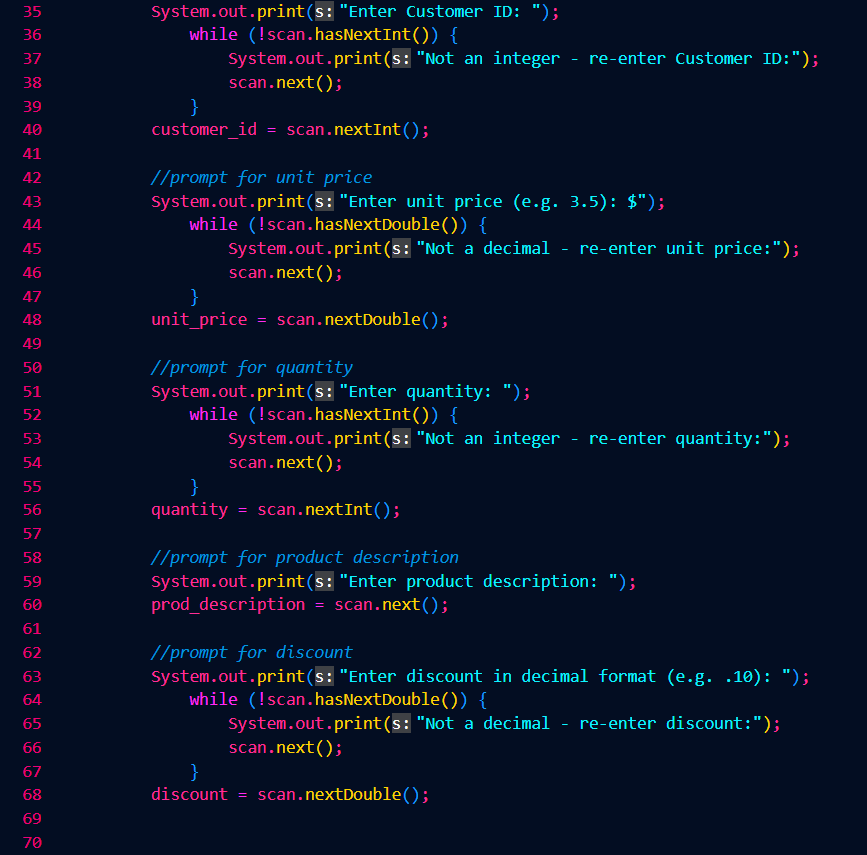 35 System.out.print(s: "Enter Customer ID: ");
36 while (!scan.hasNextInt()) {
37 System.out.print(s: "Not an integer - re-enter Customer ID:");
38 scan.next();
39 }
40 customer_id = scan.nextInt();
41
42 //prompt for unit price
43 System.out.print(s: "Enter unit price (e.g. 3.5): $");
44 while (!scan.hasNextDouble()) {
45 System.out.print(s: "Not a decimal - re-enter unit price:");
46 scan.next();
47 }
48 unit_price = scan.nextDouble();
49
50 //prompt for quantity
51 System.out.print(s: "Enter quantity: ");
52 while (!scan.hasNextInt()) {
53 System.out.print(s: "Not an integer - re-enter quantity:");
54 scan.next();
55 }
56 quantity = scan.nextInt();
57
58 //prompt for product description
59 System.out.print(s: "Enter product description: ");
60 prod_description = scan.next();
61
62 //prompt for discount
63 System.out.print(s: "Enter discount in decimal format (e.g. .10): ");
64 while (!scan.hasNextDouble()) {
65 System.out.print(s: "Not a decimal - re-enter discount:");
66 scan.next();
67 }
68 discount = scan.nextDouble();
69
70